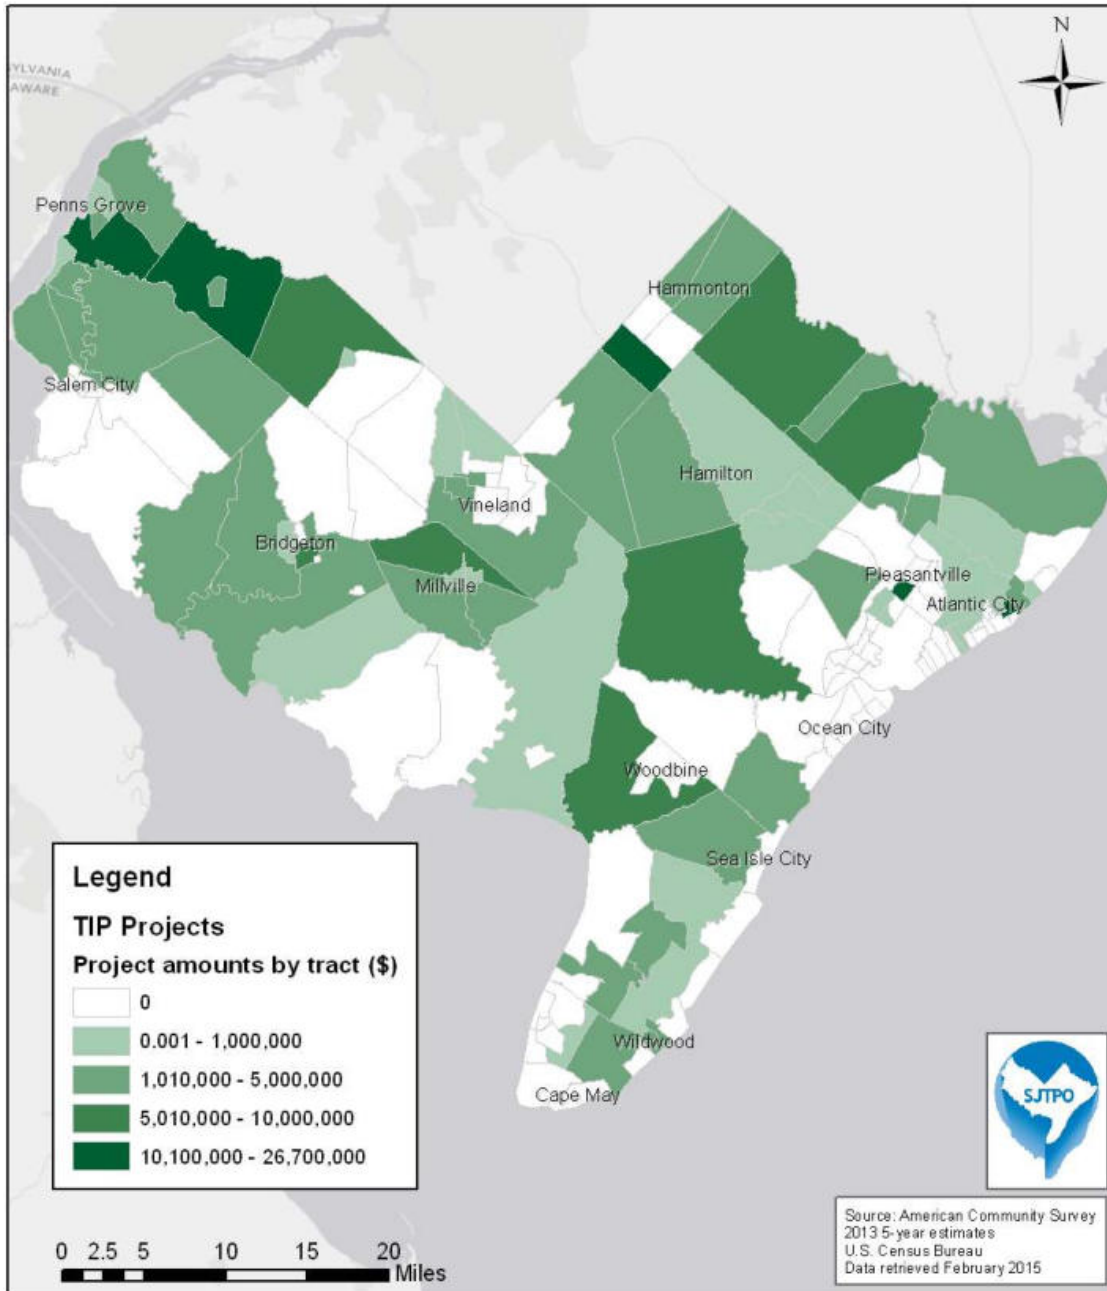 N
SYLVANIA
AWARE
Penns Grove
Hammonton
Salem City
Hamilton
Vineland
Bridgeton
Pleasantville
Millville
Atlantic City
Ocean City
Woodbine
Sea Isle City
Wildwood
Cape May
Legend
TIP Projects
Project amounts by tract ($)
0
0.001 - 1,000,000
1,010,000 - 5,000,000
5,010,000 - 10,000,000
10,100,000 - 26,700,000
0 2.5 5 10 15 20
Miles
SJTPO
Source: American Community Survey
2013 5-year estimates
U.S. Census Bureau
Data retrieved February 2015